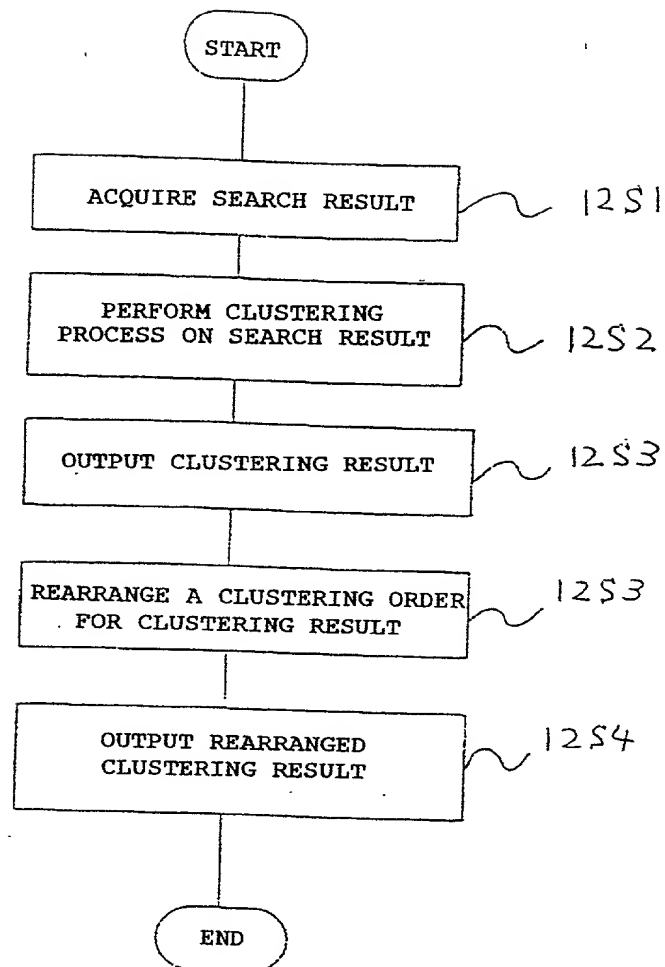 START
ACQUIRE SEARCH RESULT
12S1
PERFORM CLUSTERING
PROCESS ON SEARCH RESULT
12S2
OUTPUT CLUSTERING RESULT
12S3
REARRANGE A CLUSTERING ORDER
FOR CLUSTERING RESULT
12S3
OUTPUT REARRANGED
CLUSTERING RESULT
12S4
END